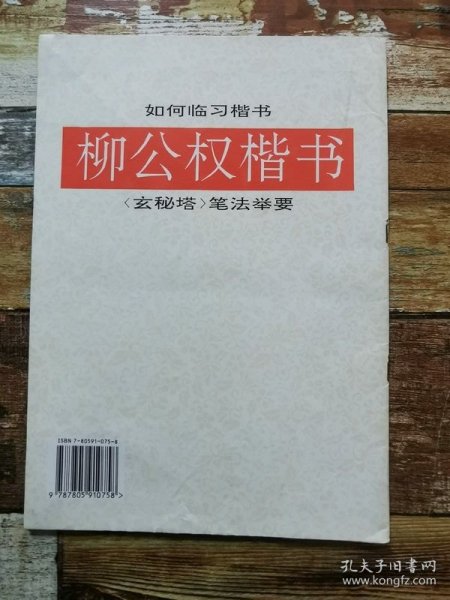 如何临习楷书
柳公权楷书
〈玄秘塔〉笔法举要
ISBN 7-80591-075-8
9 787805 910758 >
孔夫子旧书网
www.kongfz.com